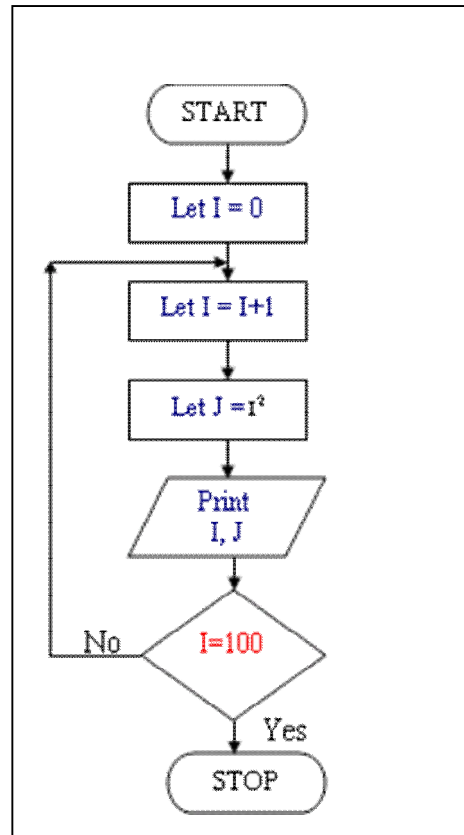 START
Let I = 0
Let I = I+1
Let J = I²
Print
I, J
I=100
No
Yes
STOP